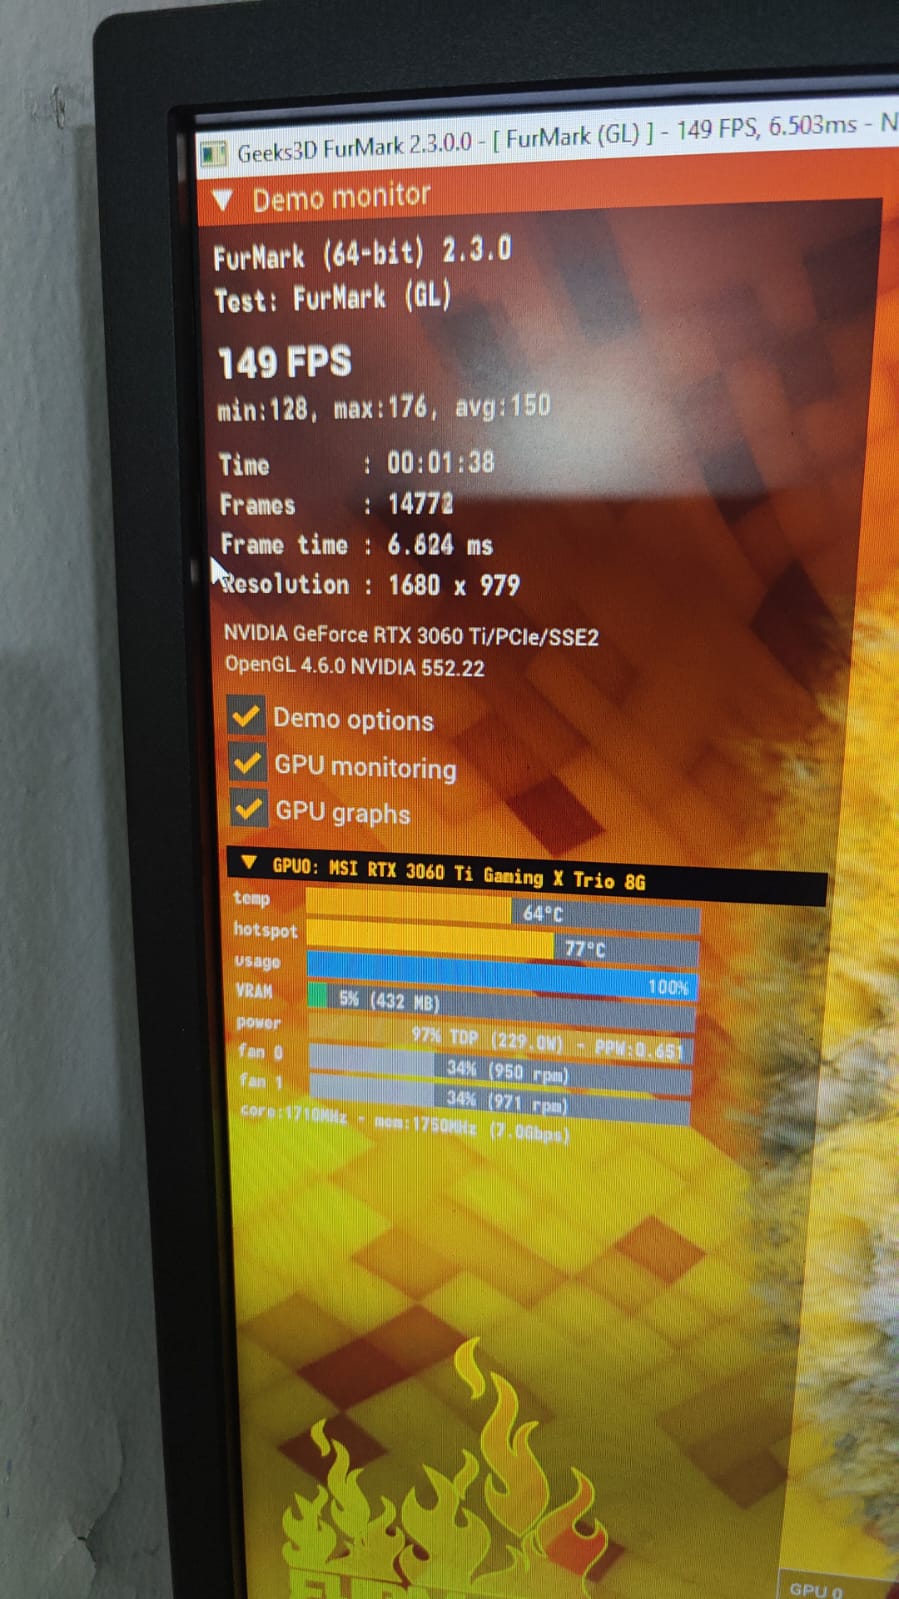 Geeks3D FurMark 2.3.0.0 - [ FurMark (GL) ] - 149 FPS, 6.503ms - N
Demo monitor
FurMark (64-bit) 2.3.0
Test: FurMark (GL)
149 FPS
min:128, max:176, avg:150
Time : 00:01:38
Frames : 14772
Frame time : 6.624 ms
Resolution : 1680 x 979
NVIDIA GeForce RTX 3060 Ti/PCIe/SSE2
OpenGL 4.6.0 NVIDIA 552.22
Demo options
GPU monitoring
GPU graphs
GPU0: MSI RTX 3060 Ti Gaming X Trio 8G
temp 64°C
hotspot 77°C
usage 100%
VRAM 5% (432 MB)
power 97% TDP (229.0W) - PPW:0.651
fan 0 34% (950 rpm)
fan 1 34% (971 rpm)
core:1710MHz - mem:1750MHz (7.0Gbps)
GPU 0